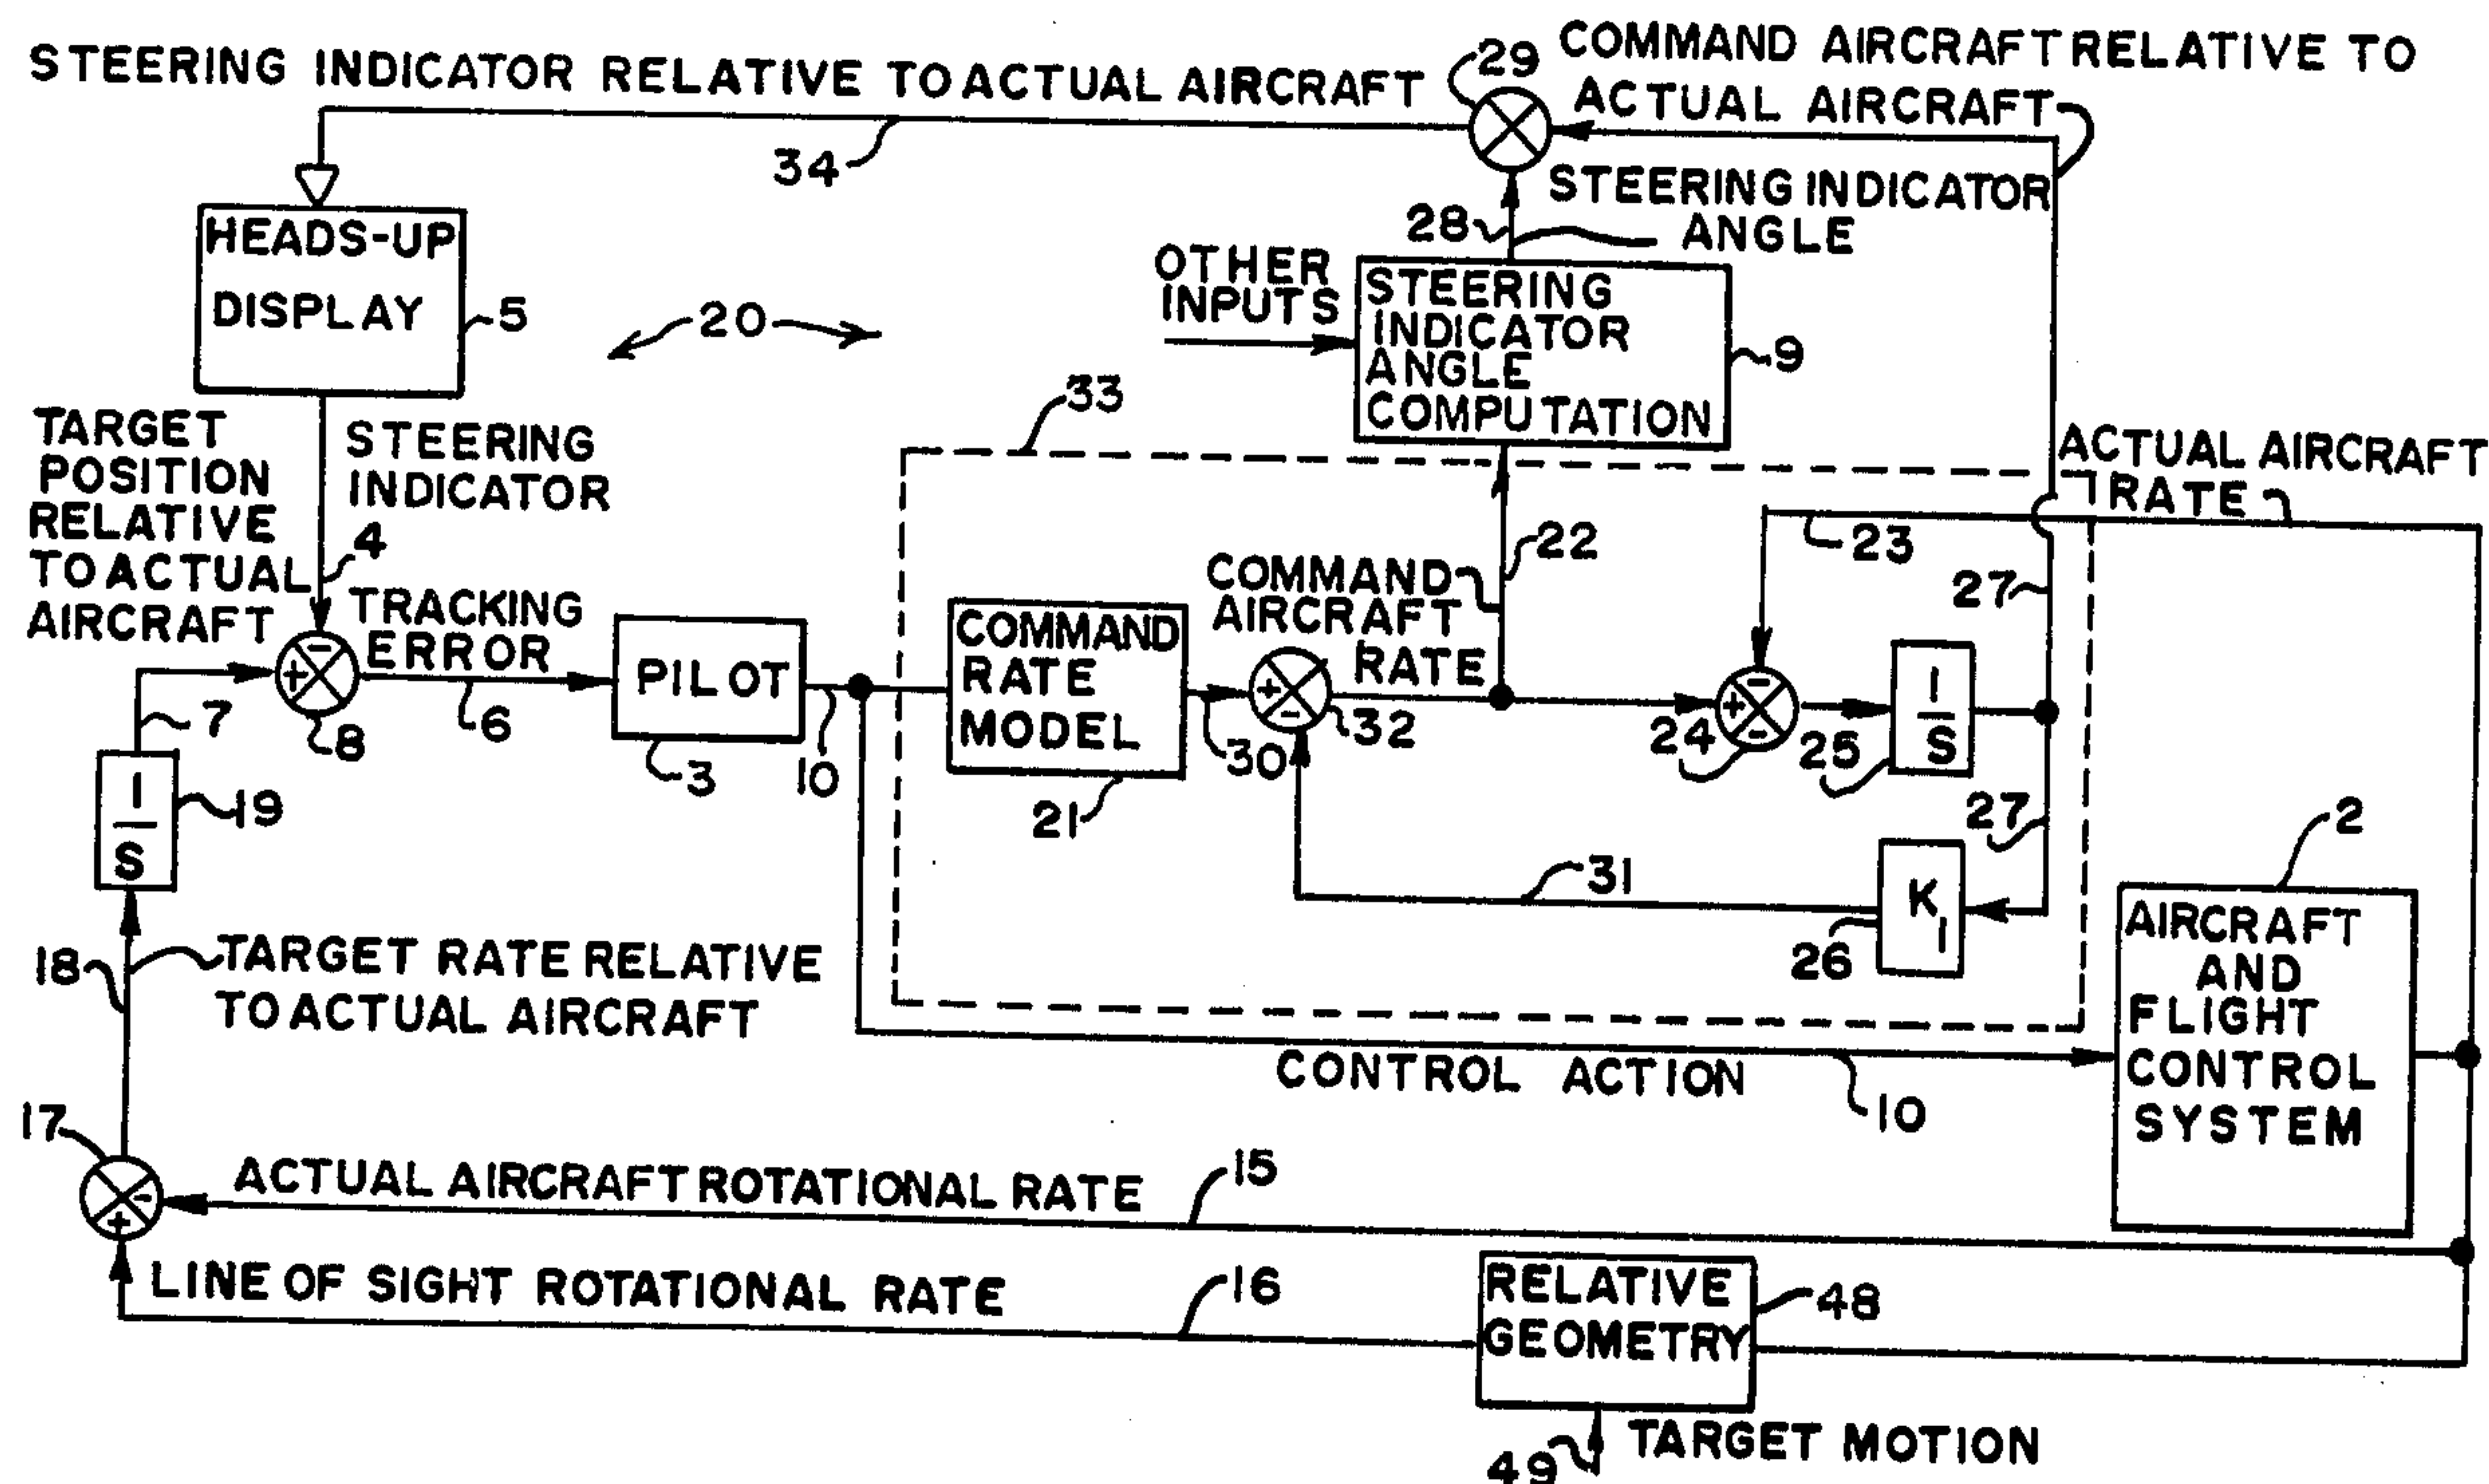 STEERING INDICATOR RELATIVE TO ACTUAL AIRCRAFT
29
COMMAND AIRCRAFT RELATIVE TO
ACTUAL AIRCRAFT
34
STEERING INDICATOR
ANGLE
28
HEADS-UP
DISPLAY
5
20
OTHER
INPUTS
STEERING
INDICATOR
ANGLE
COMPUTATION
9
33
TARGET
POSITION
RELATIVE
TO ACTUAL
AIRCRAFT
STEERING
INDICATOR
4
ACTUAL AIRCRAFT
RATE
23
22
27
COMMAND
AIRCRAFT
RATE
TRACKING
ERROR
+
-
8
7
6
PILOT
3
10
COMMAND
RATE
MODEL
21
30
+
-
32
+
-
-
24
25
1
S
27
1
S
19
31
K1
26
2
AIRCRAFT
AND
FLIGHT
CONTROL
SYSTEM
18
TARGET RATE RELATIVE
TO ACTUAL AIRCRAFT
CONTROL ACTION
10
17
-
+
ACTUAL AIRCRAFT ROTATIONAL RATE
15
LINE OF SIGHT ROTATIONAL RATE
16
RELATIVE
GEOMETRY
48
49
TARGET MOTION